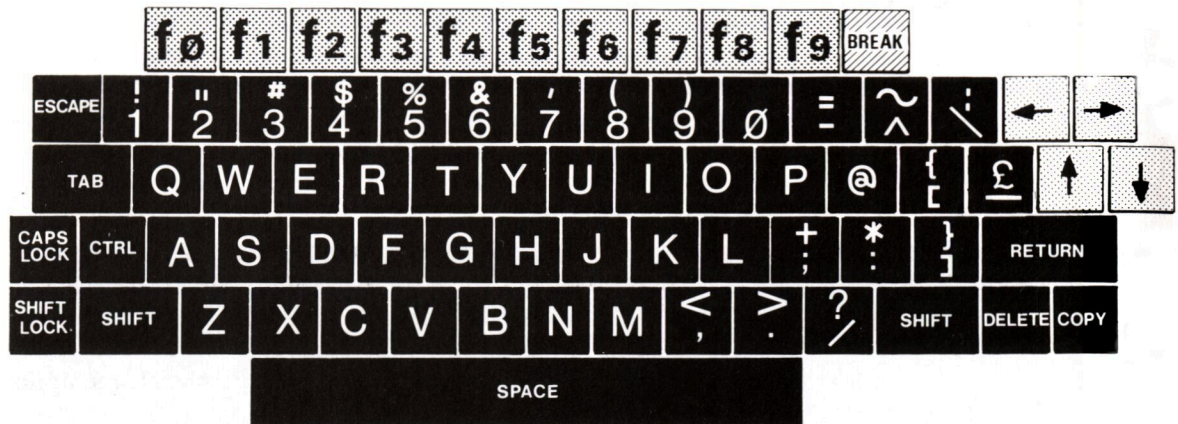 fø f1 f2 f3 f4 f5 f6 f7 f8 f9 BREAK
ESCAPE ! 1 " 2 # 3 $ 4 % 5 & 6 ' 7 ( 8 ) 9 Ø = - ~ ^ ¦ \ ← →
TAB Q W E R T Y U I O P @ { [ £ _ ↑ ↓
CAPS LOCK CTRL A S D F G H J K L + ; * : } ] RETURN
SHIFT LOCK SHIFT Z X C V B N M < , > . ? / SHIFT DELETE COPY
SPACE